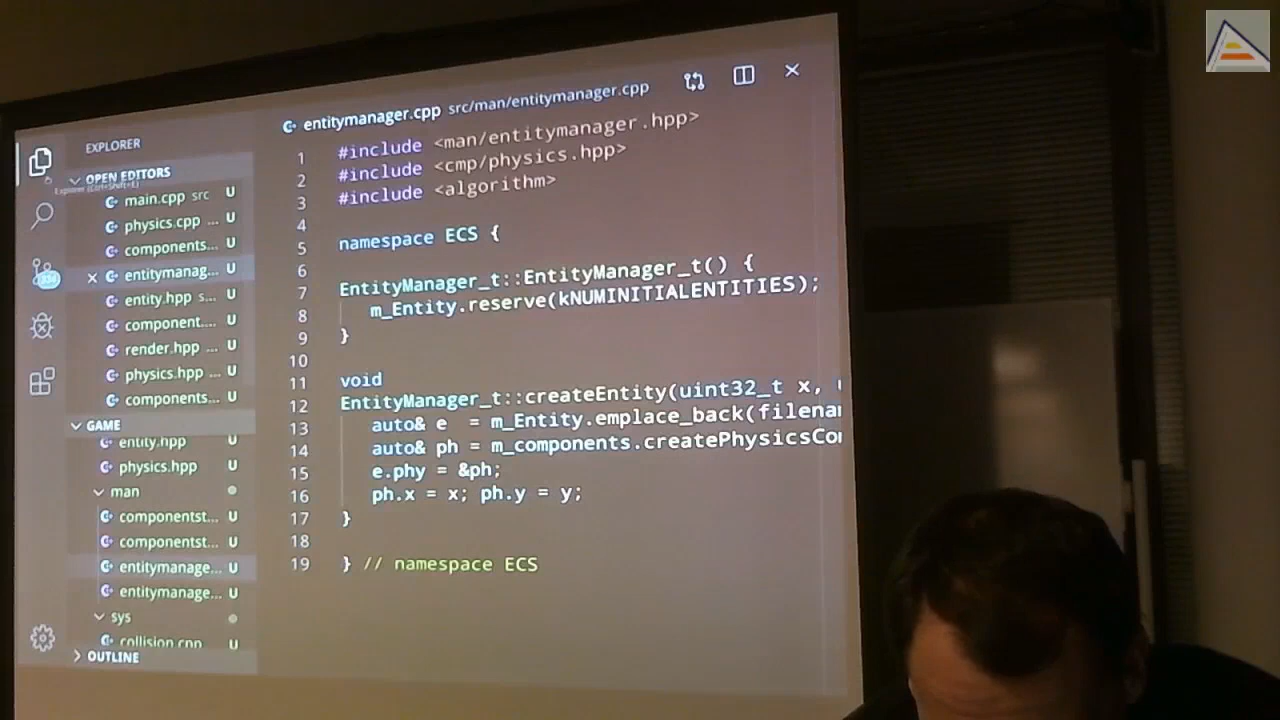 EXPLORER
OPEN EDITORS
Explorer (Ctrl+Shift+E)
main.cpp src U
physics.cpp ... U
components... U
entitymanag... U
entity.hpp s... U
component.... U
render.hpp ... U
physics.hpp ... U
components... U
GAME
entity.hpp U
physics.hpp U
man
componentst... U
componentst... U
entitymanage... U
entitymanage... U
sys
collision.cpp U
OUTLINE
entitymanager.cpp src/man/entitymanager.cpp
1 #include <man/entitymanager.hpp>
2 #include <cmp/physics.hpp>
3 #include <algorithm>
4
5 namespace ECS {
6
7 EntityManager_t::EntityManager_t() {
8 m_Entity.reserve(kNUMINITIALENTITIES);
9 }
10
11 void
12 EntityManager_t::createEntity(uint32_t x,
13 auto& e = m_Entity.emplace_back(filena
14 auto& ph = m_components.createPhysicsCo
15 e.phy = &ph;
16 ph.x = x; ph.y = y;
17 }
18
19 } // namespace ECS